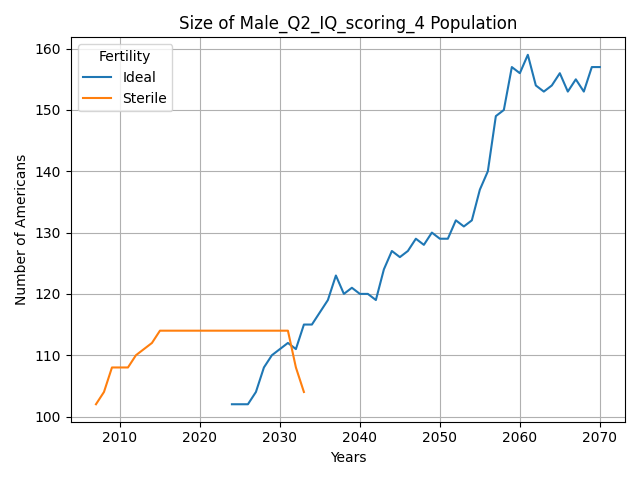 Size of Male_Q2_IQ_scoring_4 Population
Fertility
Ideal
Sterile
Number of Americans
160
150
140
130
120
110
100
2010
2020
2030
2040
2050
2060
2070
Years